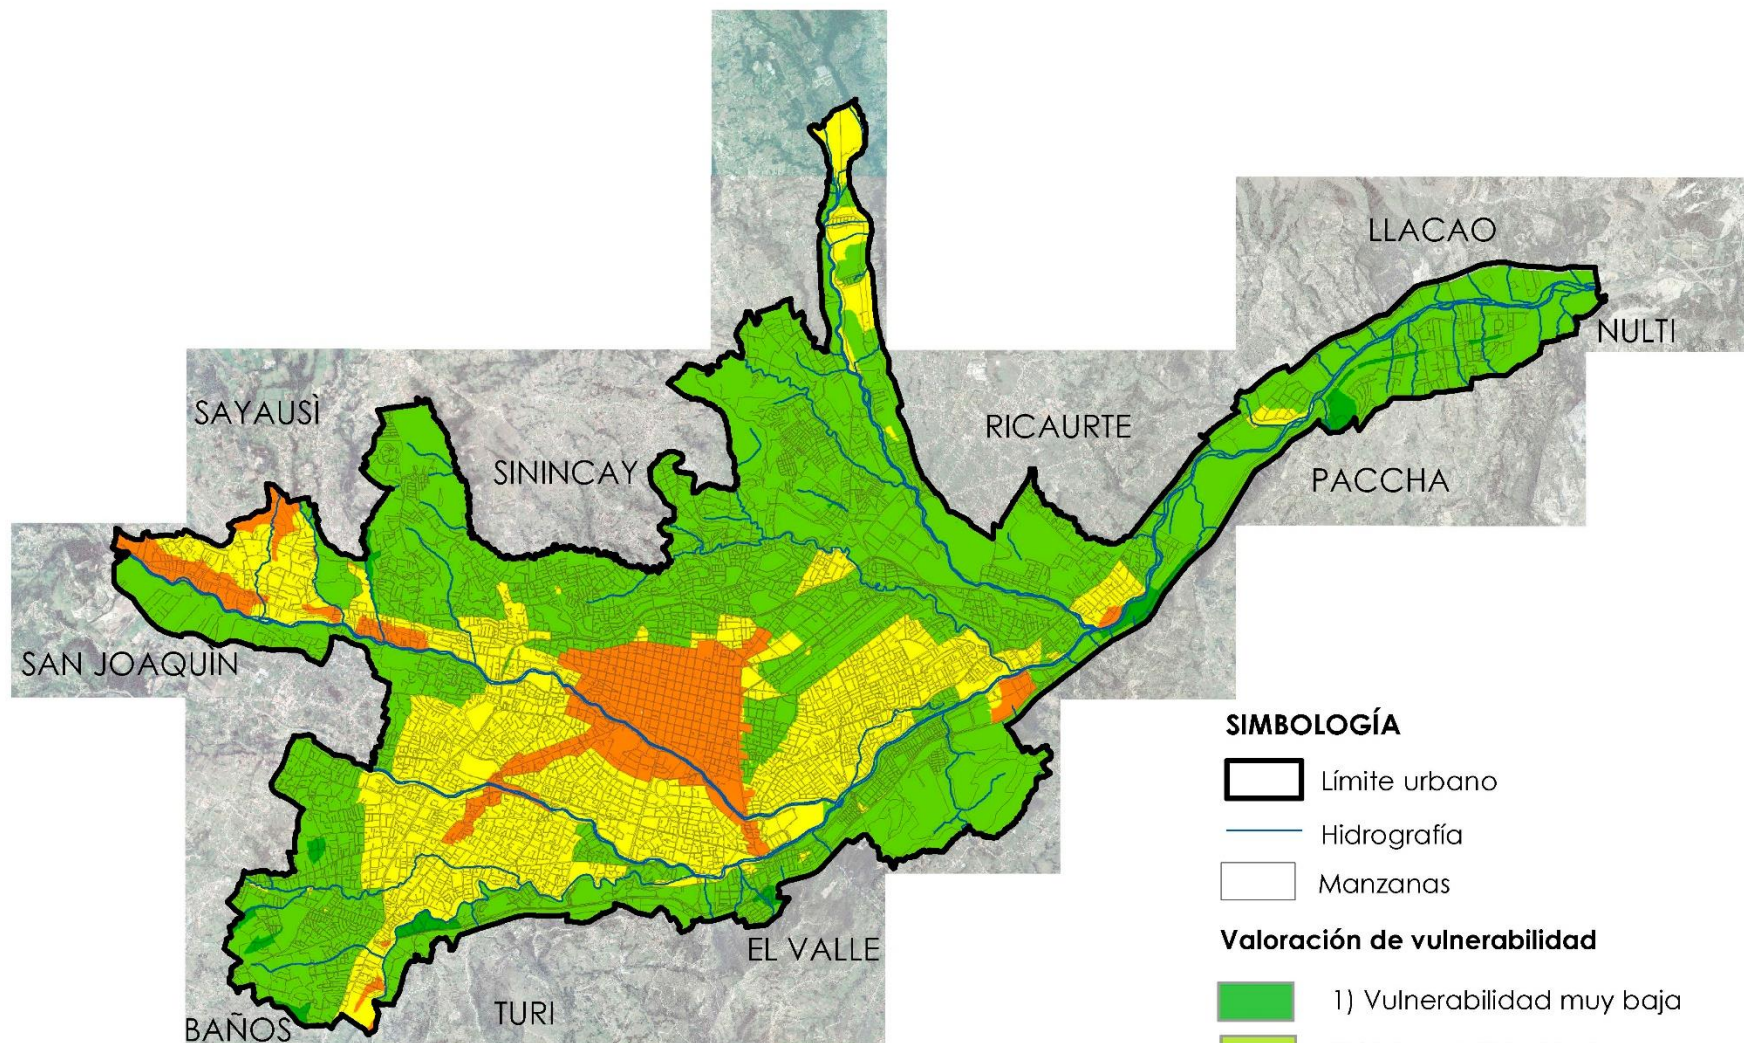 LLACAO
NULTI
SAYAUSÌ
RICAURTE
SININCAY
PACCHA
SAN JOAQUÌN
SIMBOLOGÍA
Límite urbano
Hidrografía
Manzanas
Valoración de vulnerabilidad
EL VALLE
1) Vulnerabilidad muy baja
TURI
BAÑOS